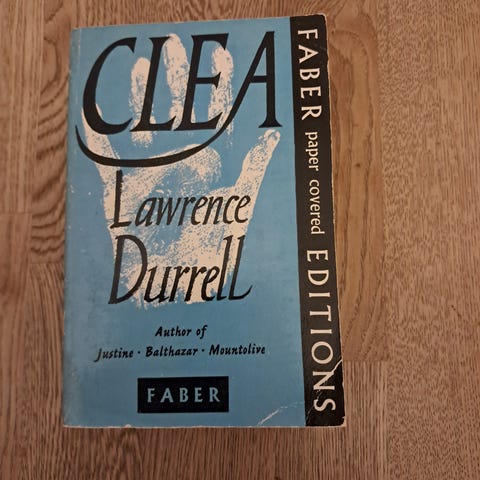 CLEA
Lawrence
Durrell
Author of
Justine · Balthazar · Mountolive
FABER
FABER paper covered EDITIONS